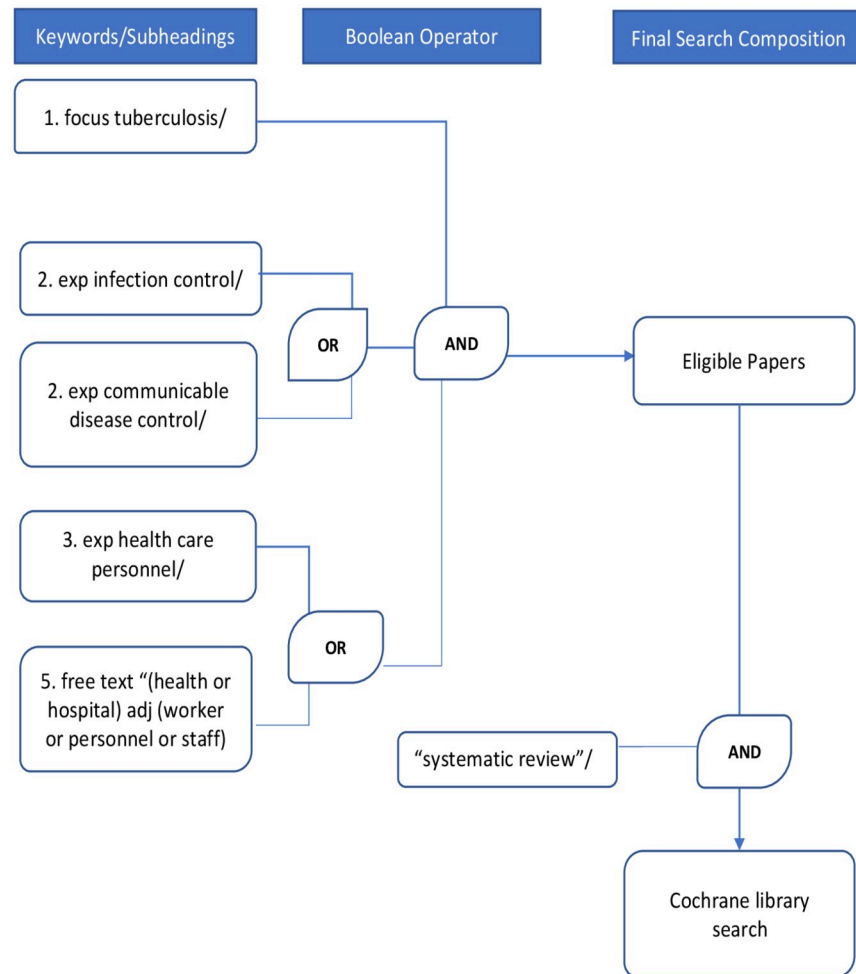 Keywords/Subheadings
Boolean Operator
Final Search Composition
1. focus tuberculosis/
2. exp infection control/
OR
AND
Eligible Papers
2. exp communicable
disease control/
3. exp health care
personnel/
OR
5. free text “(health or
hospital) adj (worker
or personnel or staff)
“systematic review”/
AND
Cochrane library
search